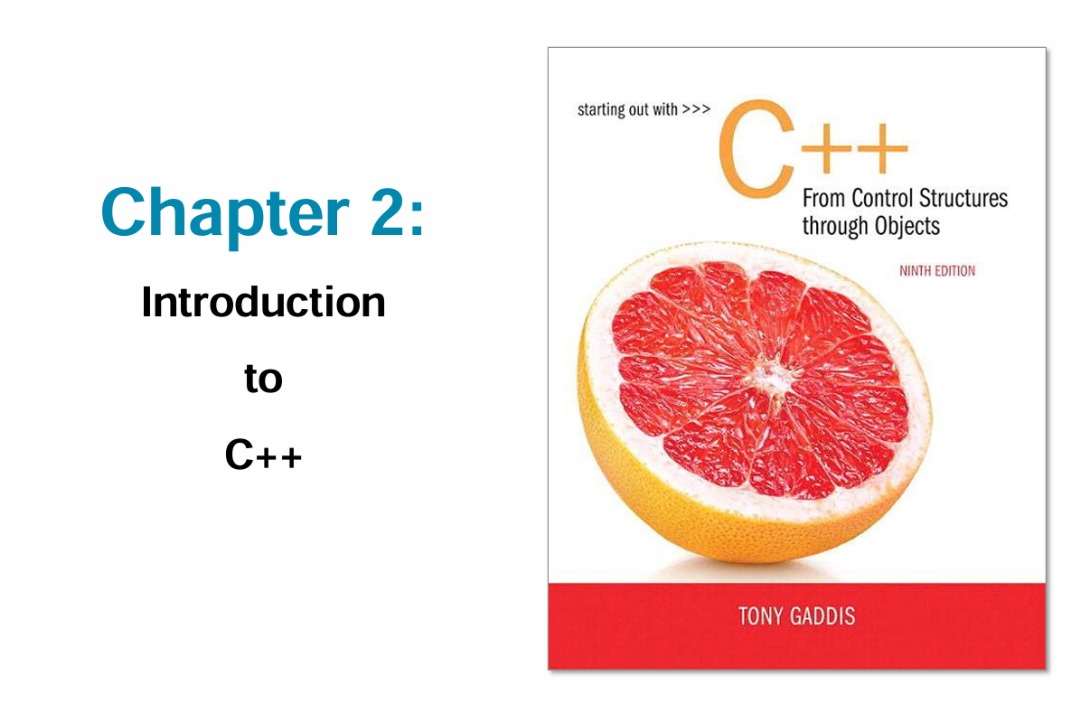 Chapter 2:
Introduction
to
C++
starting out with >>>
C++
From Control Structures
through Objects
NINTH EDITION
TONY GADDIS